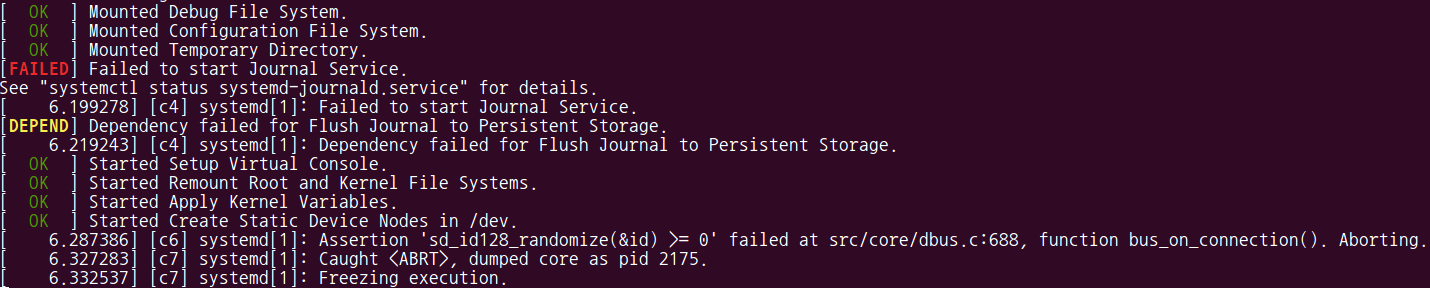 [  OK  ] Mounted Debug File System.
[  OK  ] Mounted Configuration File System.
[  OK  ] Mounted Temporary Directory.
[FAILED] Failed to start Journal Service.
See "systemctl status systemd-journald.service" for details.
[    6.199278] [c4] systemd[1]: Failed to start Journal Service.
[DEPEND] Dependency failed for Flush Journal to Persistent Storage.
[    6.219243] [c4] systemd[1]: Dependency failed for Flush Journal to Persistent Storage.
[  OK  ] Started Setup Virtual Console.
[  OK  ] Started Remount Root and Kernel File Systems.
[  OK  ] Started Apply Kernel Variables.
[  OK  ] Started Create Static Device Nodes in /dev.
[    6.287386] [c6] systemd[1]: Assertion 'sd_id128_randomize(&id) >= 0' failed at src/core/dbus.c:688, function bus_on_connection(). Aborting.
[    6.327283] [c7] systemd[1]: Caught <ABRT>, dumped core as pid 2175.
[    6.332537] [c7] systemd[1]: Freezing execution.